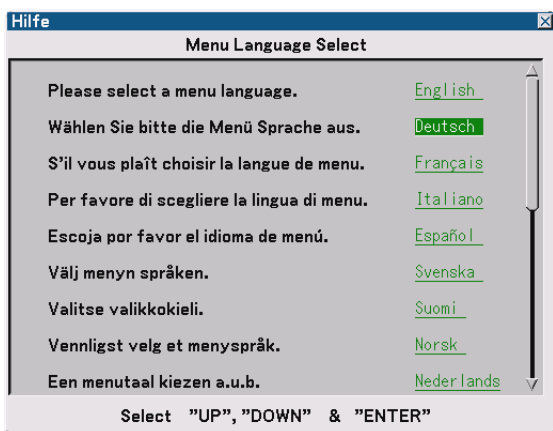 Hilfe
Menu Language Select
Please select a menu language. English
Wählen Sie bitte die Menü Sprache aus. Deutsch
S'il vous plaît choisir la langue de menu. Français
Per favore di scegliere la lingua di menu. Italiano
Escoja por favor el idioma de menú. Español
Välj menyn språken. Svenska
Valitse valikkokieli. Suomi
Vennligst velg et menyspråk. Norsk
Een menutaal kiezen a.u.b. Nederlands
Select "UP", "DOWN" & "ENTER"